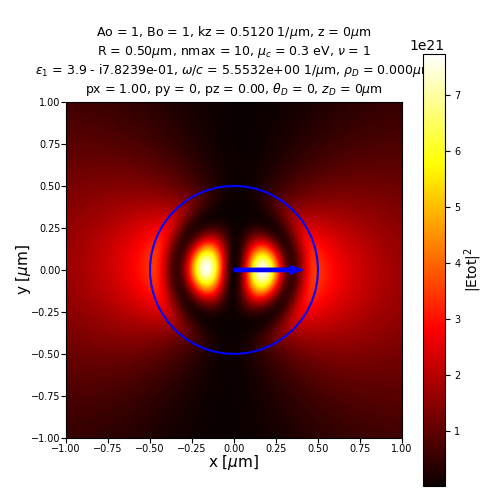 Ao = 1, Bo = 1, kz = 0.5120 1/μm, z = 0μm
R = 0.50μm, nmax = 10, μ_c = 0.3 eV, ν = 1
ε₁ = 3.9 - i7.8239e-01, ω/c = 5.5532e+00 1/μm, ρ_D = 0.000μ
px = 1.00, py = 0, pz = 0.00, θ_D = 0, z_D = 0μm
1e21
1.00
0.75
0.50
0.25
0.00
−0.25
−0.50
−0.75
−1.00
−1.00 −0.75 −0.50 −0.25 0.00 0.25 0.50 0.75 1.00
x [μm]
y [μm]
7
6
5
4
3
2
1
|Etot|²